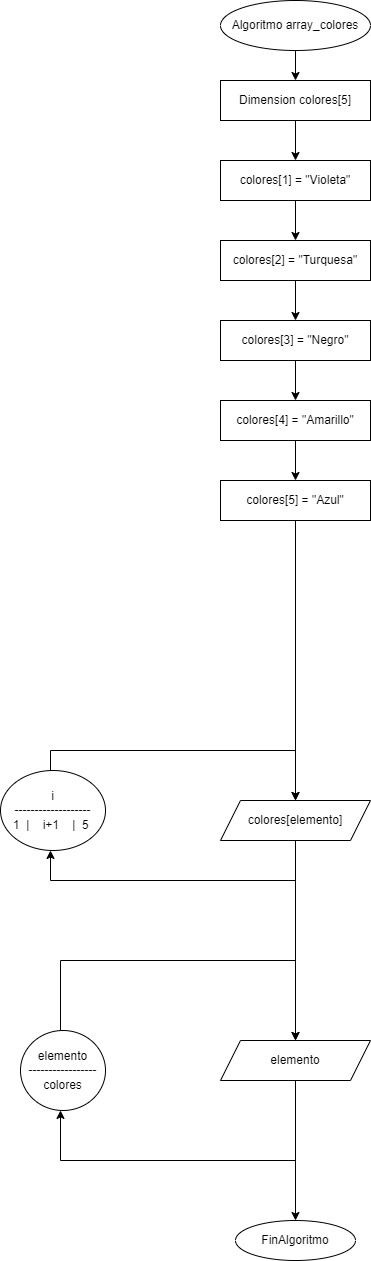 Algoritmo array_colores
Dimension colores[5]
colores[1] = "Violeta"
colores[2] = "Turquesa"
colores[3] = "Negro"
colores[4] = "Amarillo"
colores[5] = "Azul"
i
-------------------
1 | i+1 | 5
colores[elemento]
elemento
-----------------
colores
elemento
FinAlgoritmo